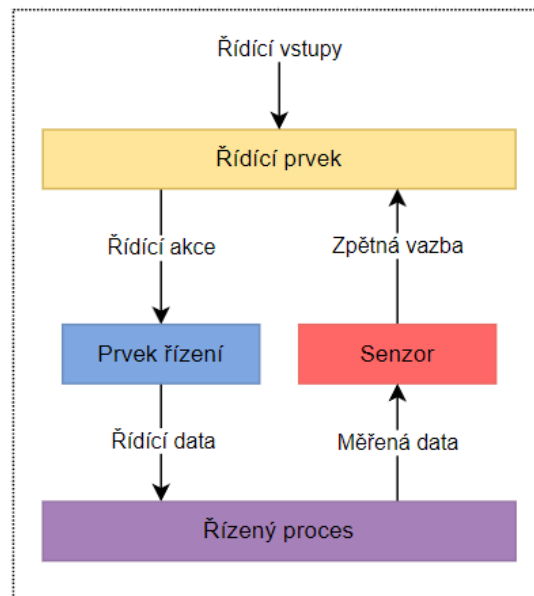 Řídící vstupy
Řídící prvek
Řídící akce
Zpětná vazba
Prvek řízení
Senzor
Řídící data
Měřená data
Řízený proces